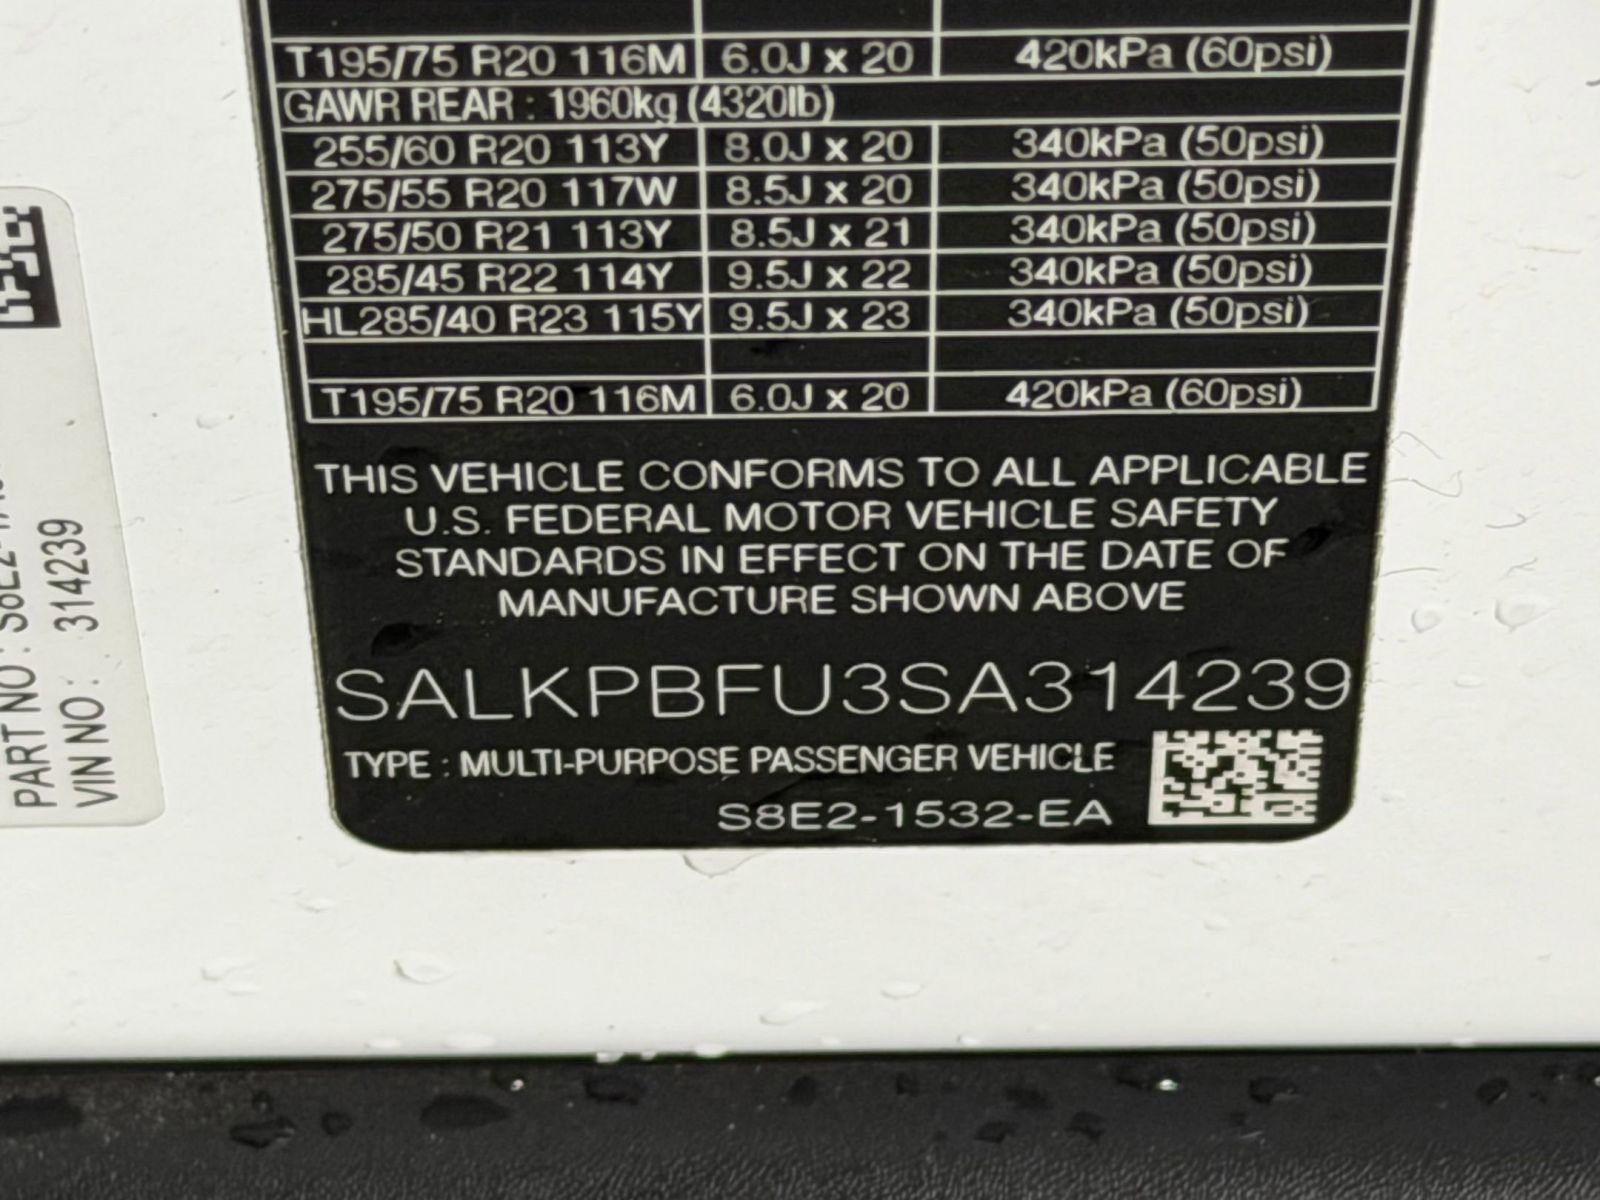 T195/75 R20 116M 6.0J x 20 420kPa (60psi)
GAWR REAR : 1960kg (4320lb)
255/60 R20 113Y 8.0J x 20 340kPa (50psi)
275/55 R20 117W 8.5J x 20 340kPa (50psi)
275/50 R21 113Y 8.5J x 21 340kPa (50psi)
285/45 R22 114Y 9.5J x 22 340kPa (50psi)
HL285/40 R23 115Y 9.5J x 23 340kPa (50psi)
T195/75 R20 116M 6.0J x 20 420kPa (60psi)
THIS VEHICLE CONFORMS TO ALL APPLICABLE
U.S. FEDERAL MOTOR VEHICLE SAFETY
STANDARDS IN EFFECT ON THE DATE OF
MANUFACTURE SHOWN ABOVE
SALKPBFU3SA314239
TYPE : MULTI-PURPOSE PASSENGER VEHICLE
S8E2-1532-EA
PART NO :
VIN NO : 314239